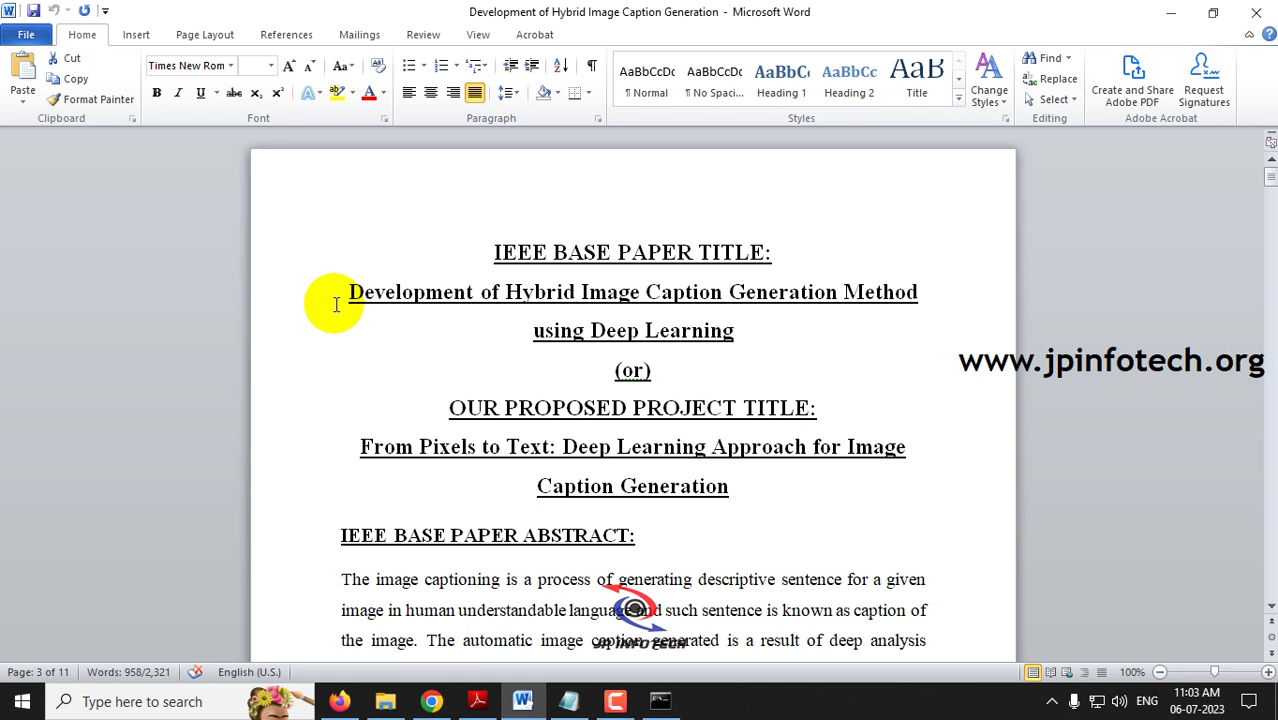 Development of Hybrid Image Caption Generation - Microsoft Word
File Home Insert Page Layout References Mailings Review View Acrobat
Paste
Cut
Copy
Format Painter
Clipboard
Times New Rom
Font
Paragraph
AaBbCcDc AaBbCcDc AaBbCc AaBbCc AaB
¶ Normal ¶ No Spaci... Heading 1 Heading 2 Title
Change Styles
Styles
Find
Replace
Select
Editing
Create and Share Adobe PDF
Request Signatures
Adobe Acrobat
IEEE BASE PAPER TITLE:
Development of Hybrid Image Caption Generation Method
using Deep Learning
(or)
www.jpinfotech.org
OUR PROPOSED PROJECT TITLE:
From Pixels to Text: Deep Learning Approach for Image
Caption Generation
IEEE BASE PAPER ABSTRACT:
The image captioning is a process of generating descriptive sentence for a given
image in human understandable language and such sentence is known as caption of
the image. The automatic image caption generated is a result of deep analysis
JP INFOTECH
Page: 3 of 11 Words: 958/2,321 English (U.S.) 100%
Type here to search
ENG
11:03 AM
06-07-2023